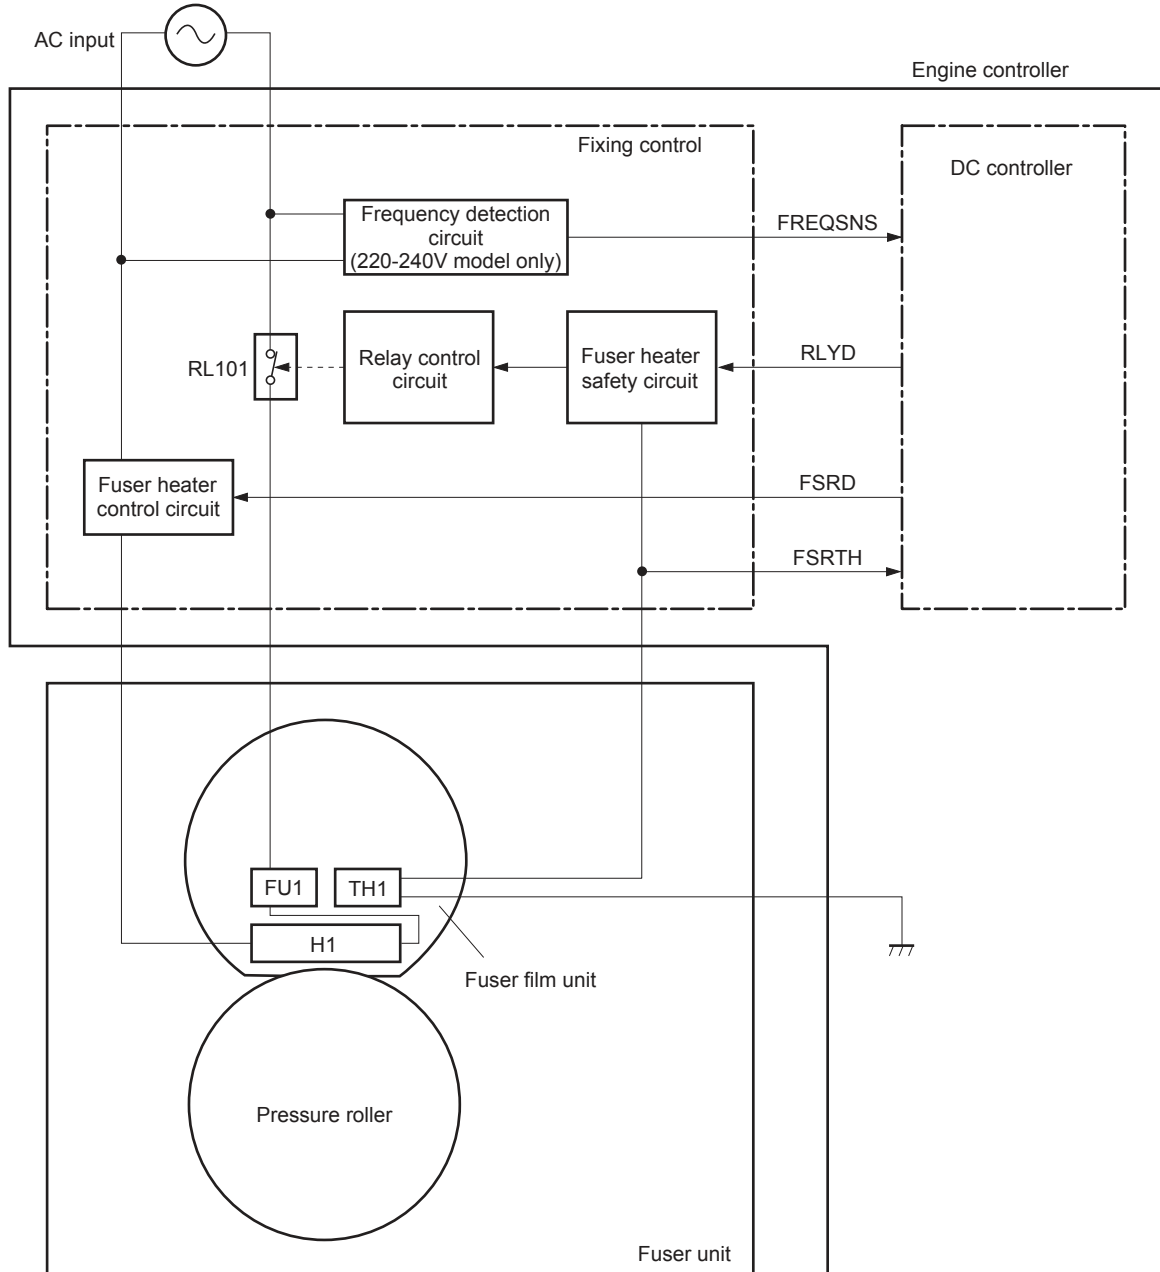 AC input
Engine controller
Fixing control
DC controller
Frequency detection
circuit
(220-240V model only)
FREQSNS
RL101
Relay control
circuit
Fuser heater
safety circuit
RLYD
Fuser heater
control circuit
FSRD
FSRTH
FU1
TH1
H1
Fuser film unit
Pressure roller
Fuser unit